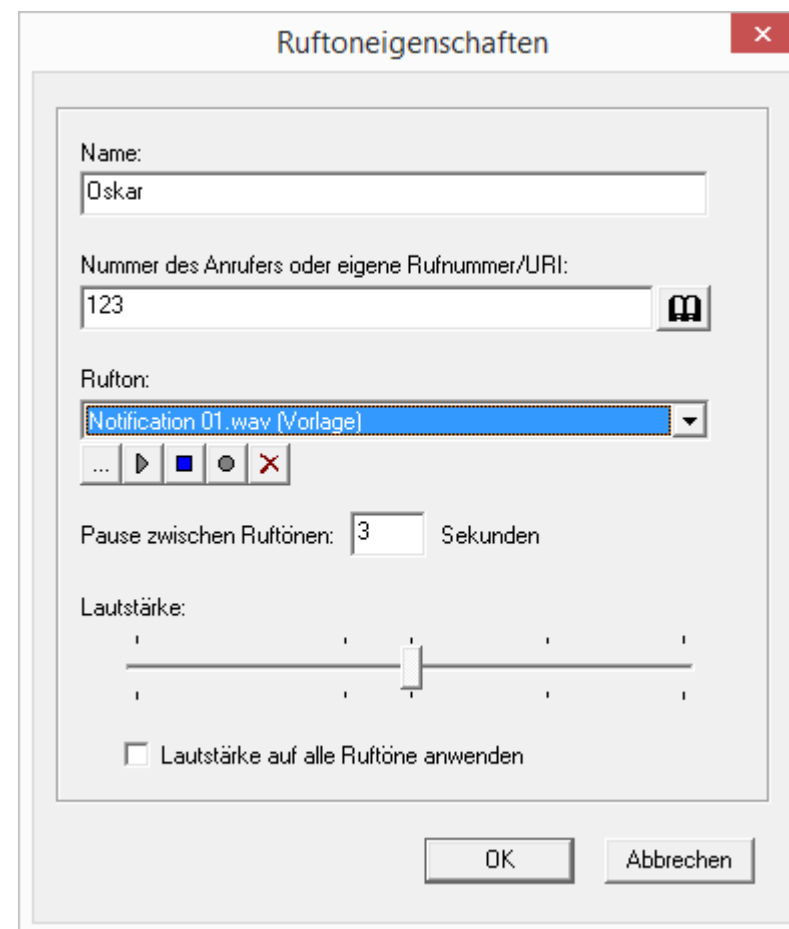 Ruftoneigenschaften
Name:
Oskar
Nummer des Anrufers oder eigene Rufnummer/URI:
123
Rufton:
Notification 01.wav (Vorlage)
...
Pause zwischen Ruftönen: 3 Sekunden
Lautstärke:
Lautstärke auf alle Ruftöne anwenden
OK Abbrechen